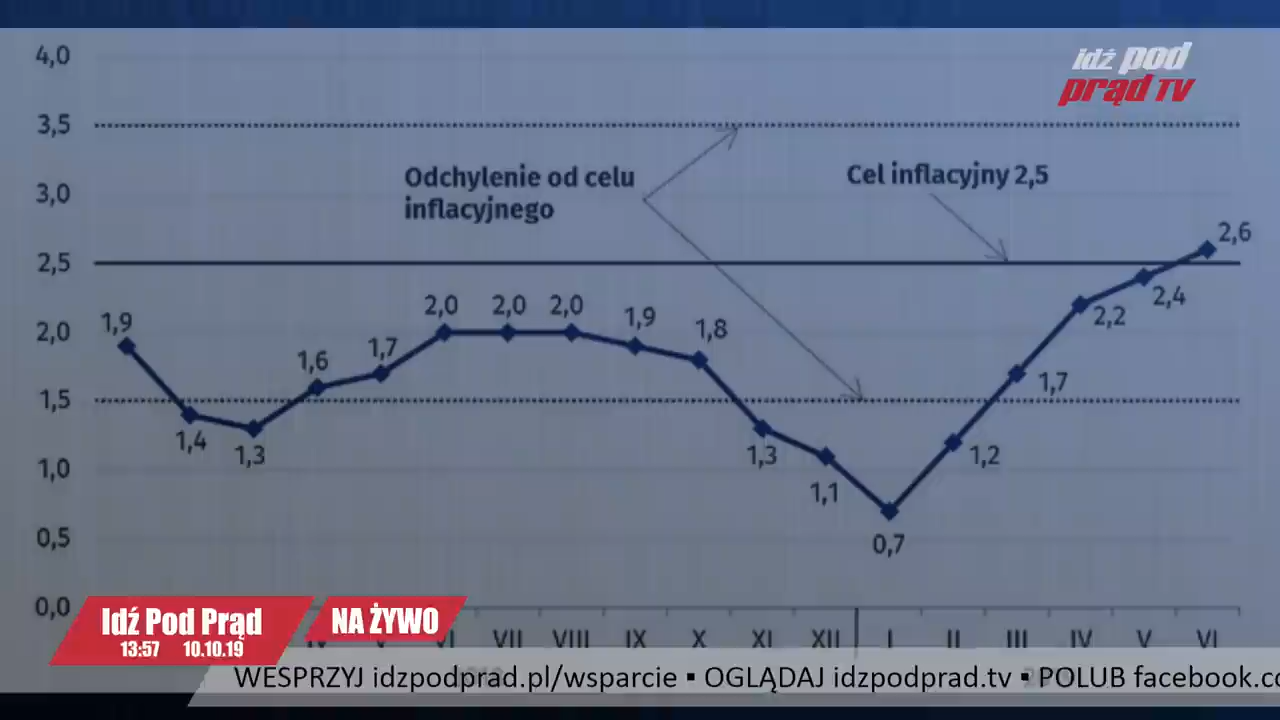 4,0
idź pod
prąd TV
3,5
Odchylenie od celu
inflacyjnego
Cel inflacyjny 2,5
3,0
2,6
2,5
2,4
2,2
2,0 2,0 2,0
2,0
1,9
1,9
1,8
1,7
1,6
1,7
1,5
1,4
1,3
1,3
1,2
1,0
1,1
0,7
0,5
0,0
Idź Pod Prąd
13:57 10.10.19
NA ŻYWO
IV V VI VII VIII IX X XI XII I II III IV V VI
WESPRZYJ idzpodprad.pl/wsparcie ▪ OGLĄDAJ idzpodprad.tv ▪ POLUB facebook.co